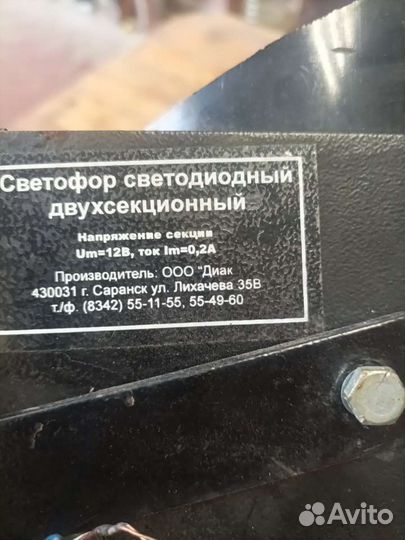 Светофор светодиодный
двухсекционный
Напряжение секции
Um=12В, ток Im=0,2А
Производитель: ООО "Диак
430031 г. Саранск ул. Лихачева 35В
т./ф. (8342) 55-11-55, 55-49-60
Avito